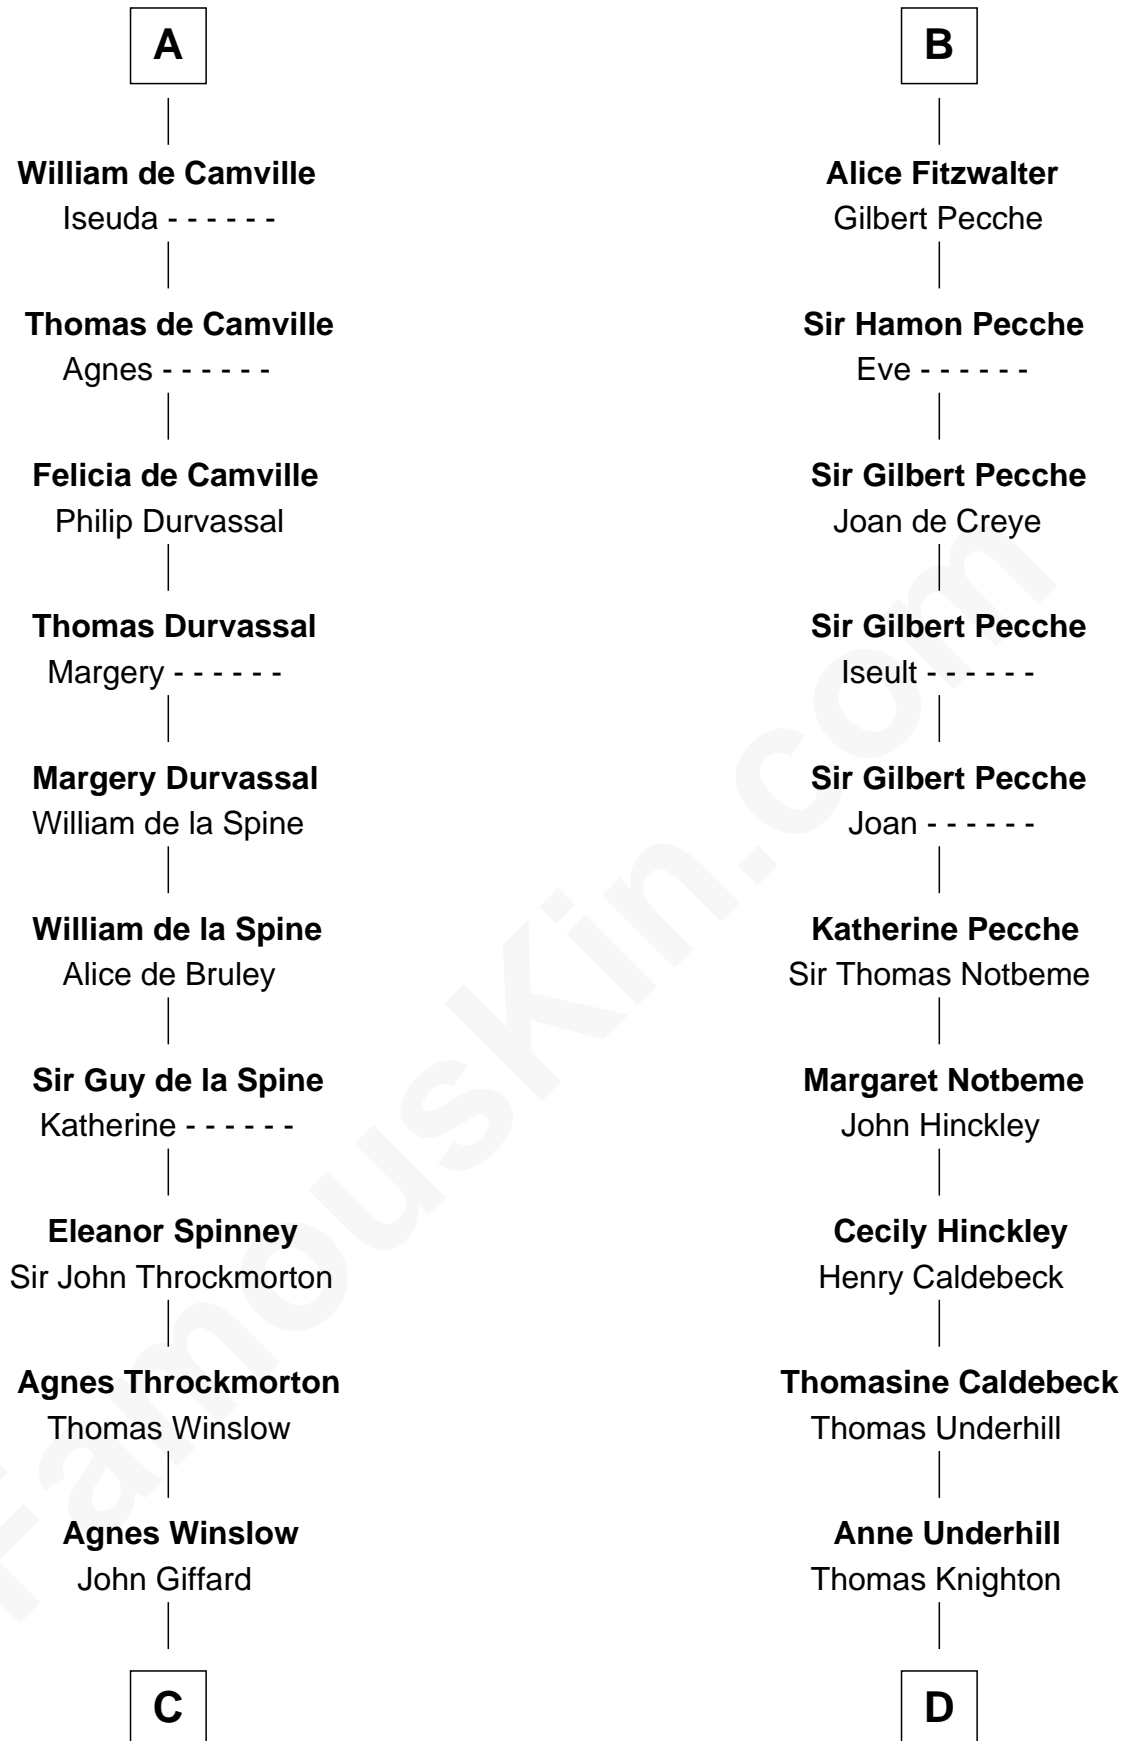 A
William de Camville
Iseuda - - - - - -
Thomas de Camville
Agnes - - - - - -
Felicia de Camville
Philip Durvassal
Thomas Durvassal
Margery - - - - - -
Margery Durvassal
William de la Spine
William de la Spine
Alice de Bruley
Sir Guy de la Spine
Katherine - - - - - -
Eleanor Spinney
Sir John Throckmorton
Agnes Throckmorton
Thomas Winslow
Agnes Winslow
John Giffard
C
B
Alice Fitzwalter
Gilbert Pecche
Sir Hamon Pecche
Eve - - - - - -
Sir Gilbert Pecche
Joan de Creye
Sir Gilbert Pecche
Iseult - - - - - -
Sir Gilbert Pecche
Joan - - - - - -
Katherine Pecche
Sir Thomas Notbeme
Margaret Notbeme
John Hinckley
Cecily Hinckley
Henry Caldebeck
Thomasine Caldebeck
Thomas Underhill
Anne Underhill
Thomas Knighton
D
FamousKin.com